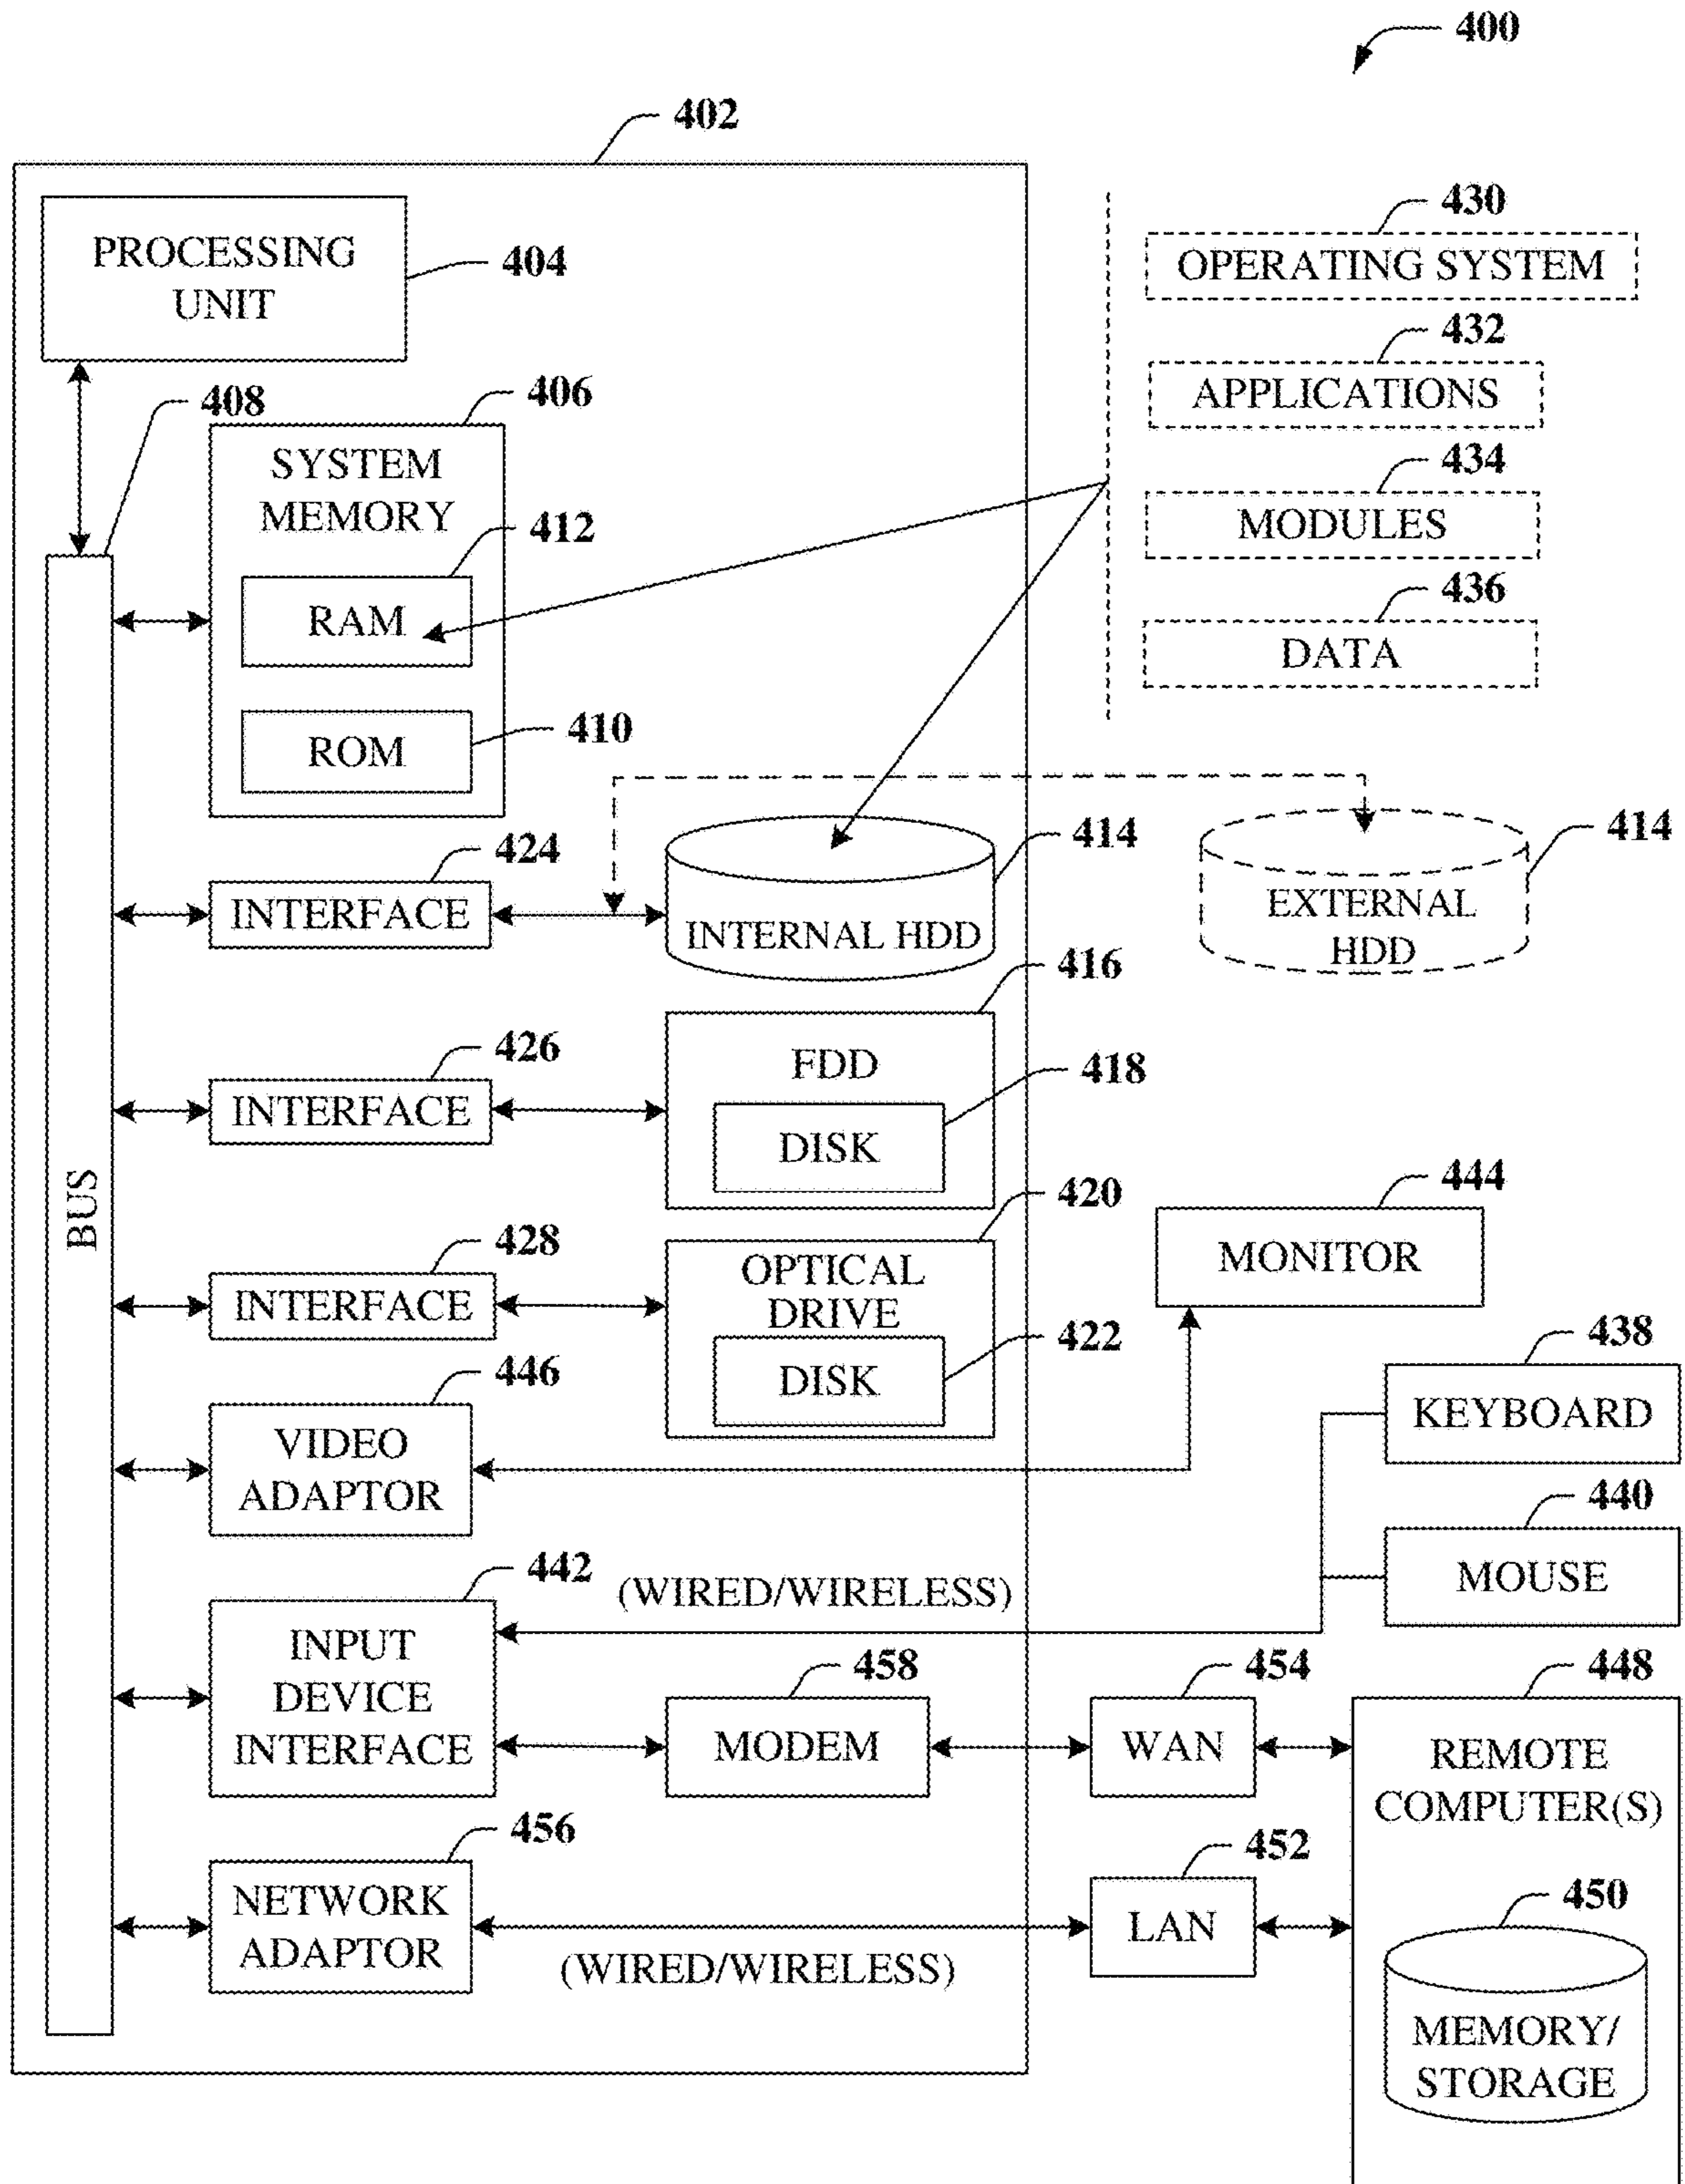 400
402
PROCESSING
UNIT
404
430
OPERATING SYSTEM
432
APPLICATIONS
434
MODULES
436
DATA
408
406
SYSTEM
MEMORY
412
RAM
410
ROM
424
INTERFACE
414
INTERNAL HDD
414
EXTERNAL
HDD
416
FDD
418
DISK
426
INTERFACE
BUS
420
OPTICAL
DRIVE
422
DISK
428
INTERFACE
444
MONITOR
446
VIDEO
ADAPTOR
438
KEYBOARD
440
MOUSE
442
(WIRED/WIRELESS)
INPUT
DEVICE
INTERFACE
458
MODEM
454
WAN
448
REMOTE
COMPUTER(S)
456
NETWORK
ADAPTOR
(WIRED/WIRELESS)
452
LAN
450
MEMORY/
STORAGE